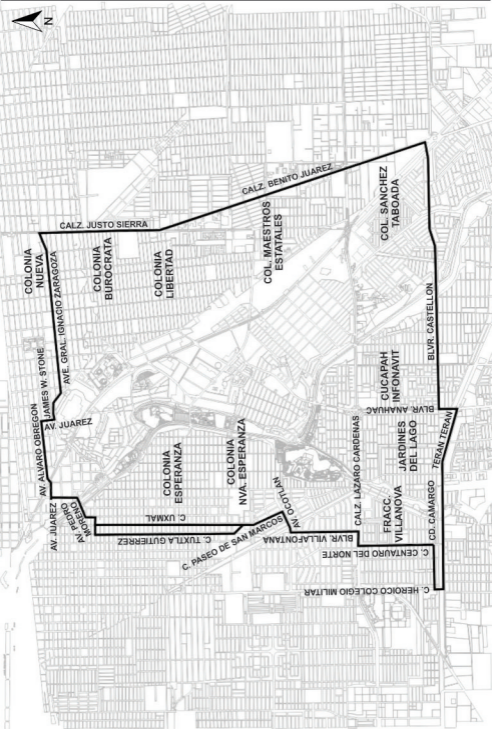 N
CALZ. BENITO JUAREZ
CALZ. JUSTO SIERRA
COLONIA
NUEVA
COLONIA
BUROCRATA
COLONIA
LIBERTAD
COL. MAESTROS
ESTATALES
COL. SANCHEZ
TABOADA
AVE. GRAL. IGNACIO ZARAGOZA
JAMES W. STONE
AV. JUAREZ
AV. ALVARO OBREGON
AV. JUAREZ
AV. PEDRO
MORENO
C. UXMAL
C. TUXTLA GUTIERREZ
COLONIA
ESPERANZA
COLONIA
NVA. ESPERANZA
C. PASEO DE SAN MARCOS
AV. OCOTLAN
BLVR. VILLAFONTANA
CALZ. LAZARO CARDENAS
CUCAPAH
INFONAVIT
BLVR. CASTELLON
BLVR. ANAHUAC
JARDINES
DEL LAGO
TERAN TERAN
FRACC.
VILLANOVA
CD. CAMARGO
C. CENTAURO DEL NORTE
C. HEROICO COLEGIO MILITAR